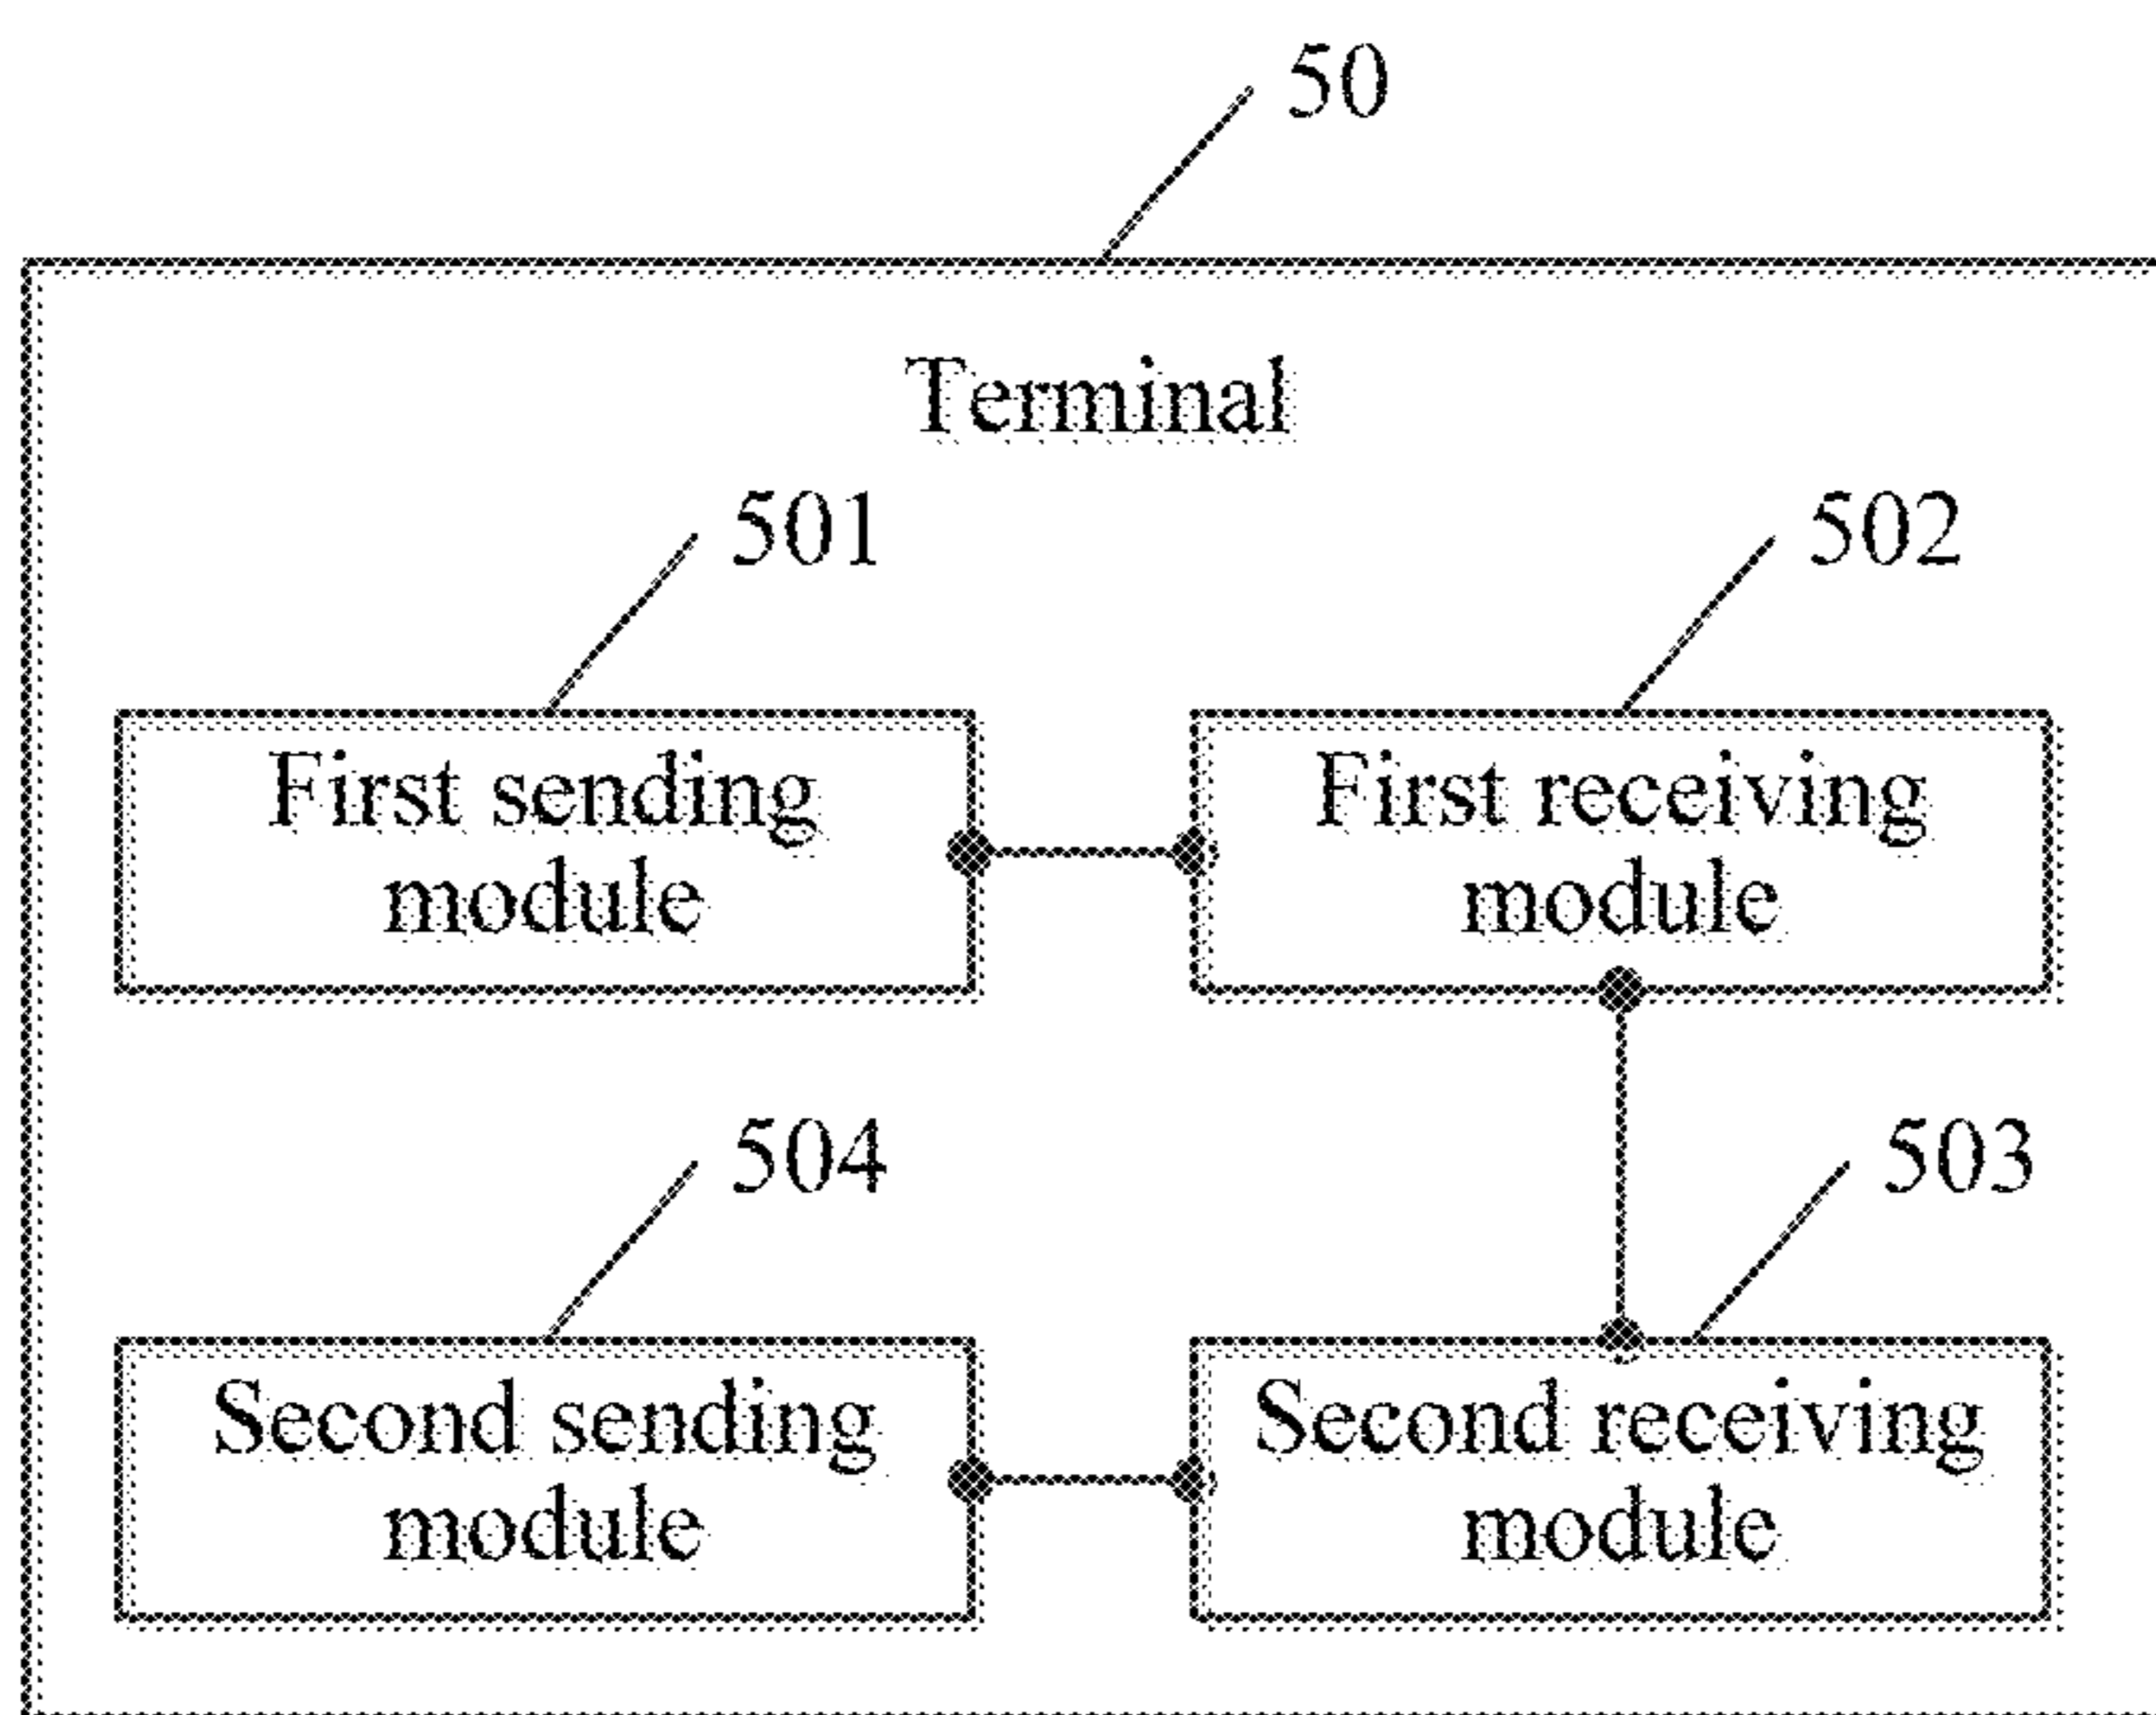 50
Terminal
501
502
First sending
module
First receiving
module
504
503
Second sending
module
Second receiving
module